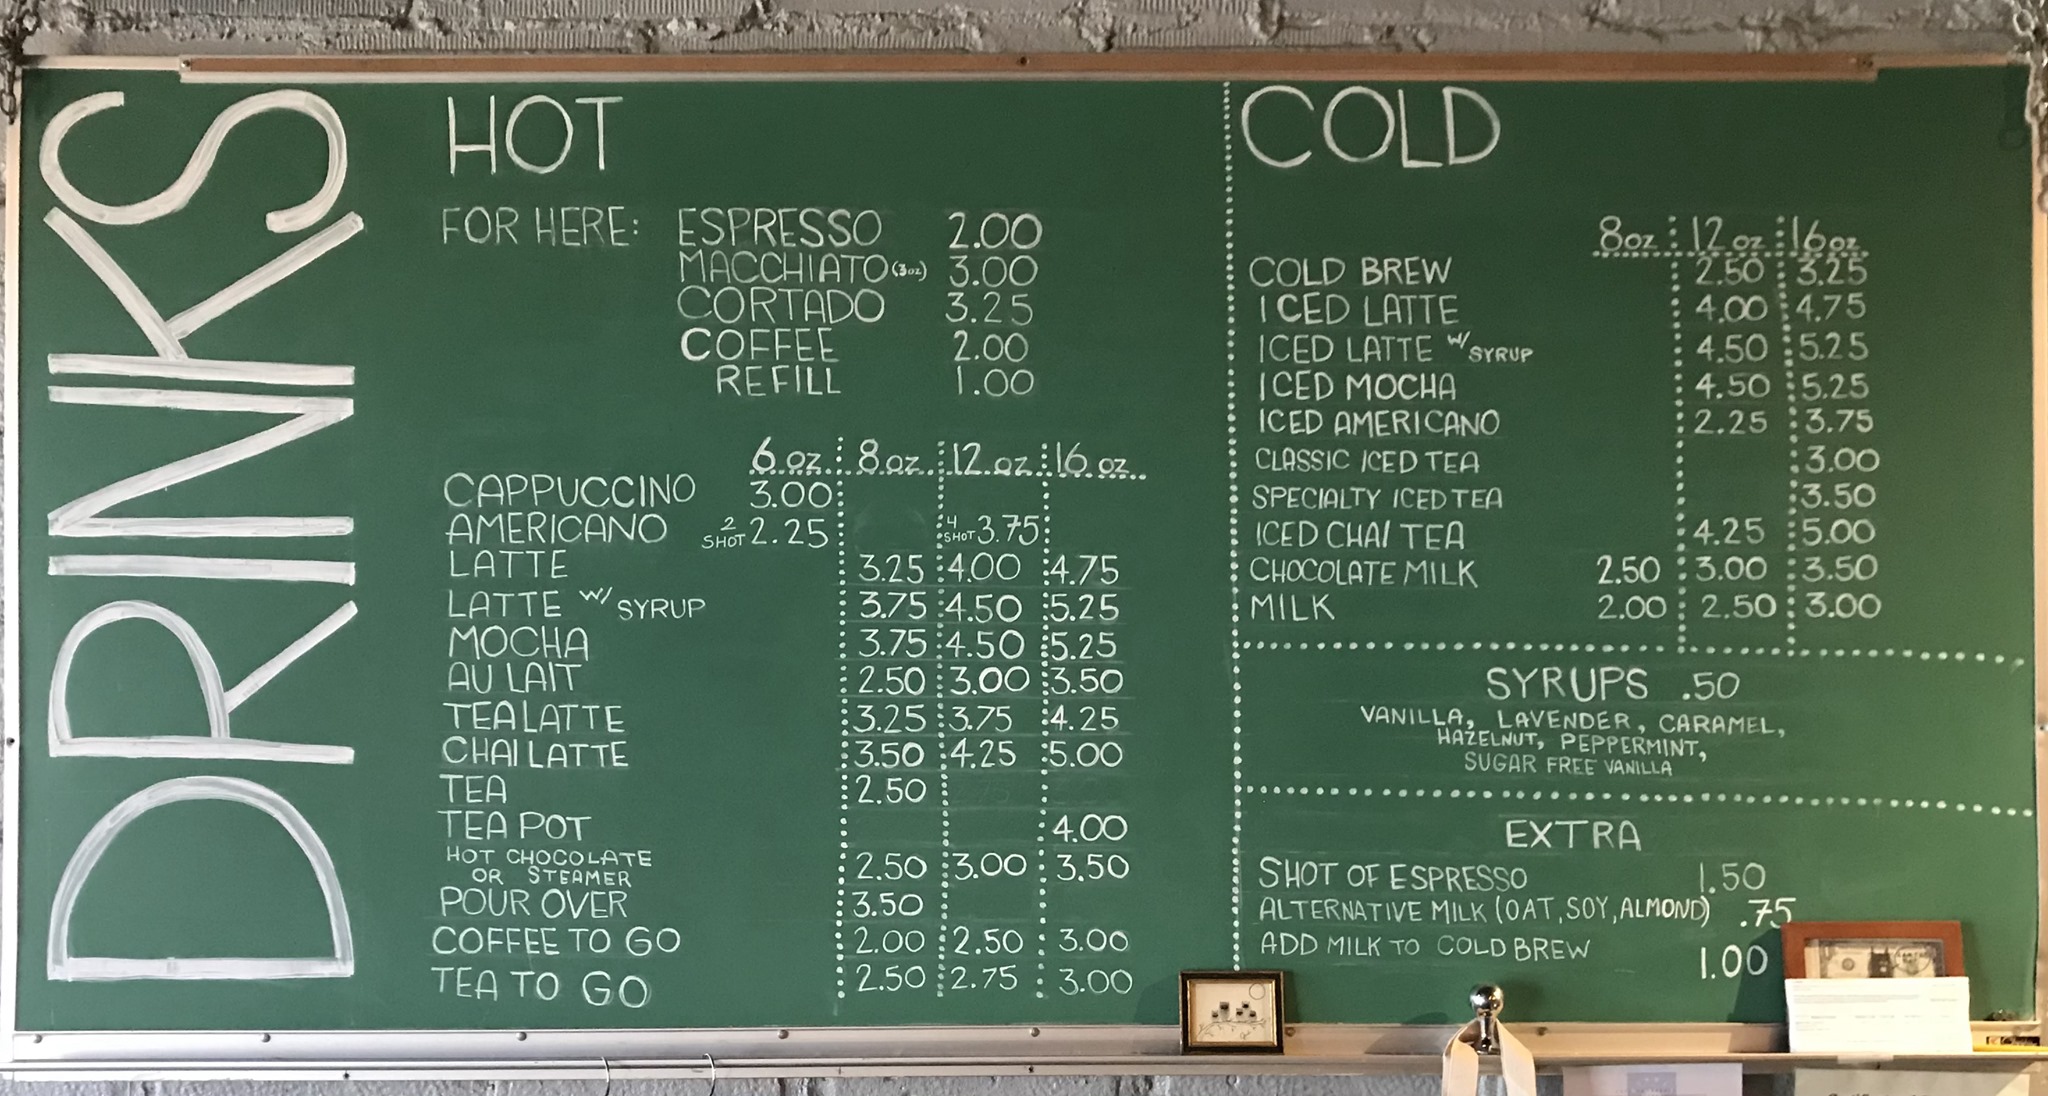 DRINKS
HOT
FOR HERE: ESPRESSO 2.00
MACCHIATO (3oz) 3.00
CORTADO 3.25
COFFEE 2.00
REFILL 1.00
6 oz 8 oz 12 oz 16 oz
CAPPUCCINO 3.00
AMERICANO 2 SHOT 2.25 4 SHOT 3.75
LATTE 3.25 4.00 4.75
LATTE W/ SYRUP 3.75 4.50 5.25
MOCHA 3.75 4.50 5.25
AU LAIT 2.50 3.00 3.50
TEA LATTE 3.25 3.75 4.25
CHAI LATTE 3.50 4.25 5.00
TEA 2.50
TEA POT 4.00
HOT CHOCOLATE
OR STEAMER 2.50 3.00 3.50
POUR OVER 3.50
COFFEE TO GO 2.00 2.50 3.00
TEA TO GO 2.50 2.75 3.00
COLD
8oz 12 oz 16oz
COLD BREW 2.50 3.25
ICED LATTE 4.00 4.75
ICED LATTE W/ SYRUP 4.50 5.25
ICED MOCHA 4.50 5.25
ICED AMERICANO 2.25 3.75
CLASSIC ICED TEA 3.00
SPECIALTY ICED TEA 3.50
ICED CHAI TEA 4.25 5.00
CHOCOLATE MILK 2.50 3.00 3.50
MILK 2.00 2.50 3.00
SYRUPS .50
VANILLA, LAVENDER, CARAMEL,
HAZELNUT, PEPPERMINT,
SUGAR FREE VANILLA
EXTRA
SHOT OF ESPRESSO 1.50
ALTERNATIVE MILK (OAT, SOY, ALMOND) .75
ADD MILK TO COLD BREW 1.00